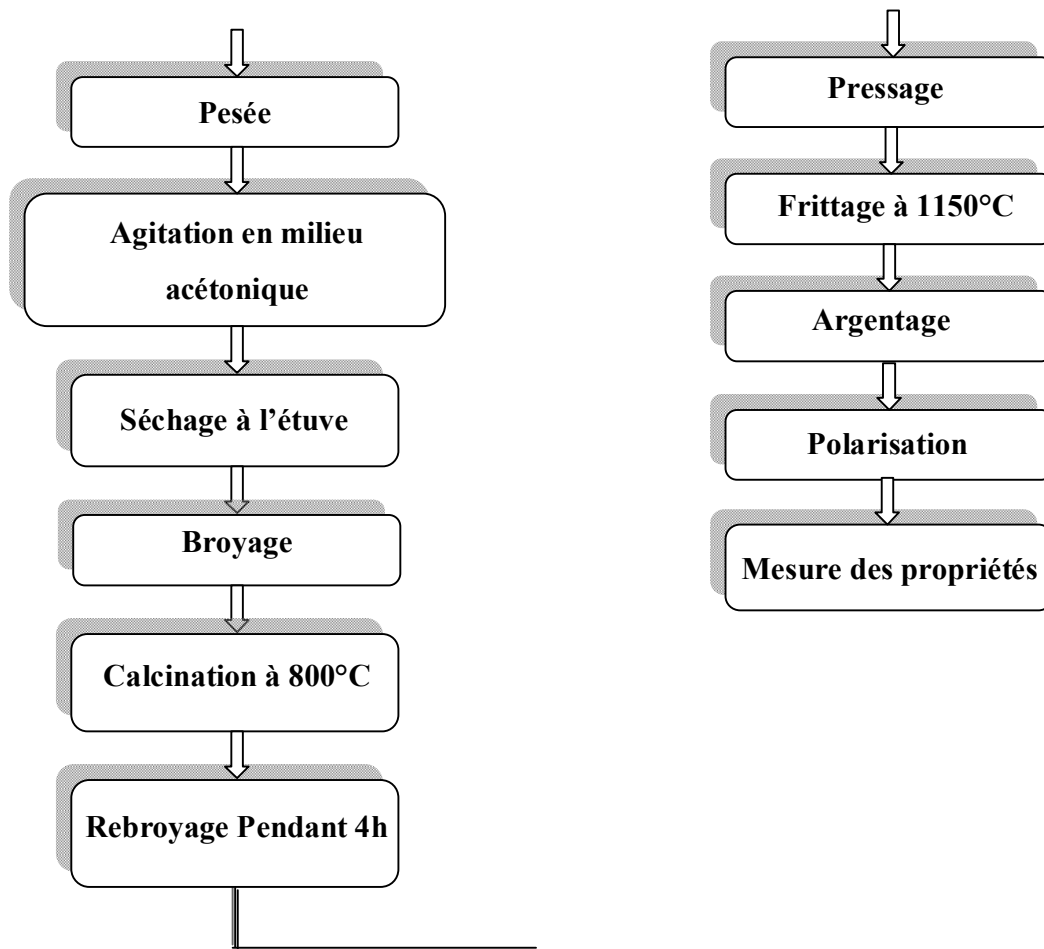 Pesée
Agitation en milieu
acétonique
Séchage à l’étuve
Broyage
Calcination à 800°C
Rebroyage Pendant 4h
Pressage
Frittage à 1150°C
Argentage
Polarisation
Mesure des propriétés